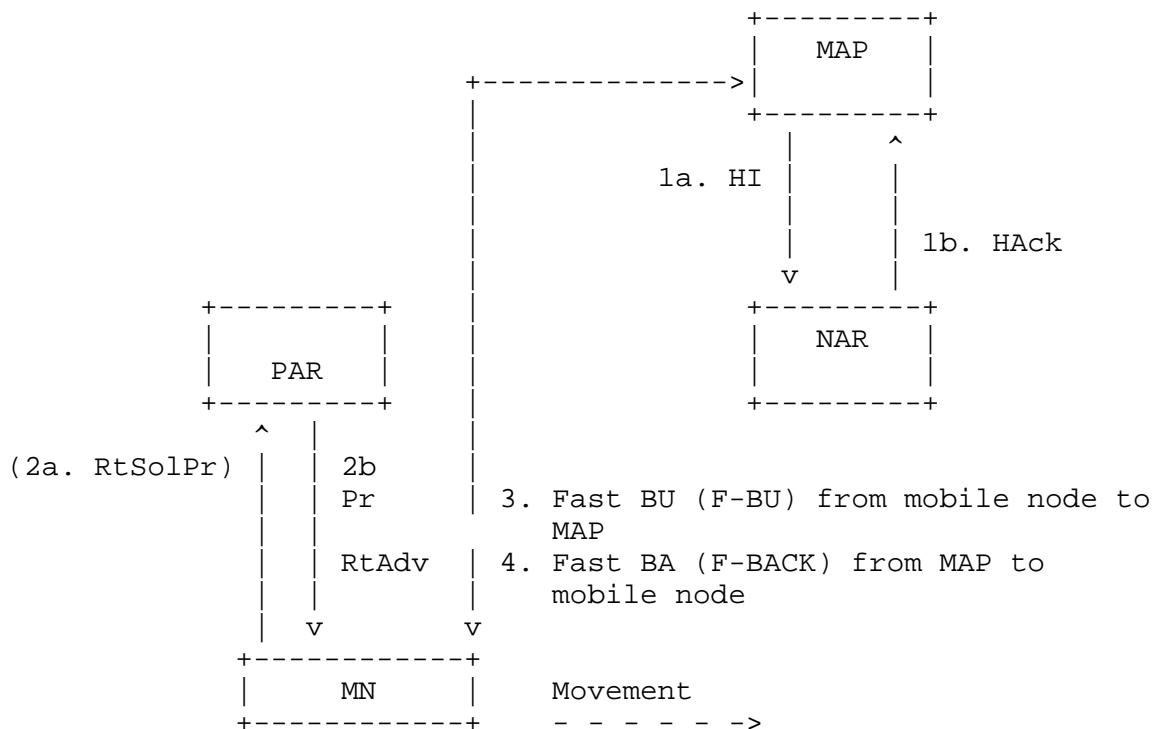 MAP
1a. HI
1b. HAck
NAR
PAR
(2a. RtSolPr) 2b
Pr 3. Fast BU (F-BU) from mobile node to
MAP
RtAdv 4. Fast BA (F-BACK) from MAP to
mobile node
MN Movement